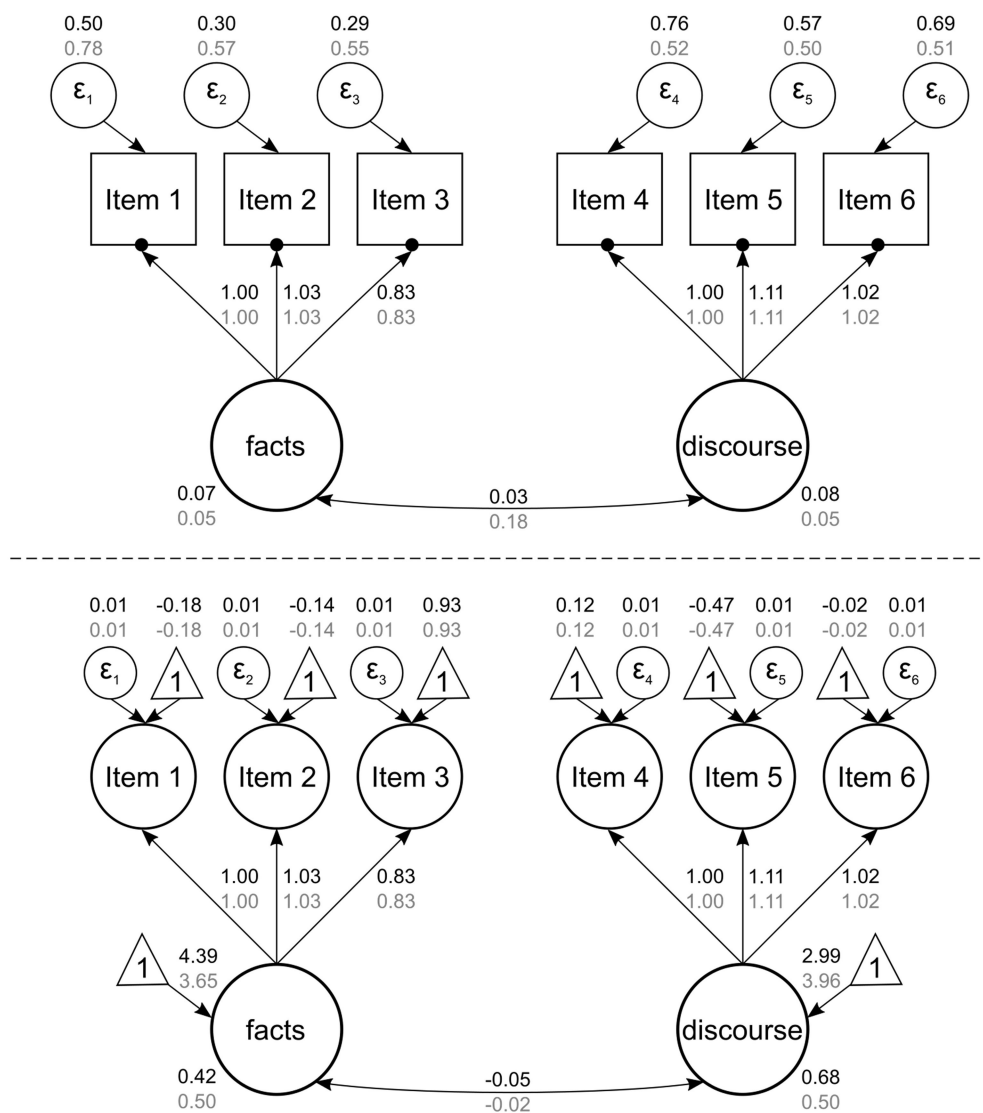 0.50 0.30 0.29 0.76 0.57 0.69
0.78 0.57 0.55 0.52 0.50 0.51
ε1 ε2 ε3 ε4 ε5 ε6
Item 1 Item 2 Item 3 Item 4 Item 5 Item 6
1.00 1.03 0.83 1.00 1.11 1.02
1.00 1.03 0.83 1.00 1.11 1.02
facts discourse
0.07 0.03 0.08
0.05 0.18 0.05
0.01 -0.18 0.01 -0.14 0.01 0.93 0.12 0.01 -0.47 0.01 -0.02 0.01
0.01 -0.18 0.01 -0.14 0.01 0.93 0.12 0.01 -0.47 0.01 -0.02 0.01
ε1 1 ε2 1 ε3 1 1 ε4 1 ε5 1 ε6
Item 1 Item 2 Item 3 Item 4 Item 5 Item 6
1.00 1.03 0.83 1.00 1.11 1.02
1.00 1.03 0.83 1.00 1.11 1.02
1 4.39 2.99 1
3.65 3.96
facts discourse
0.42 -0.05 0.68
0.50 -0.02 0.50